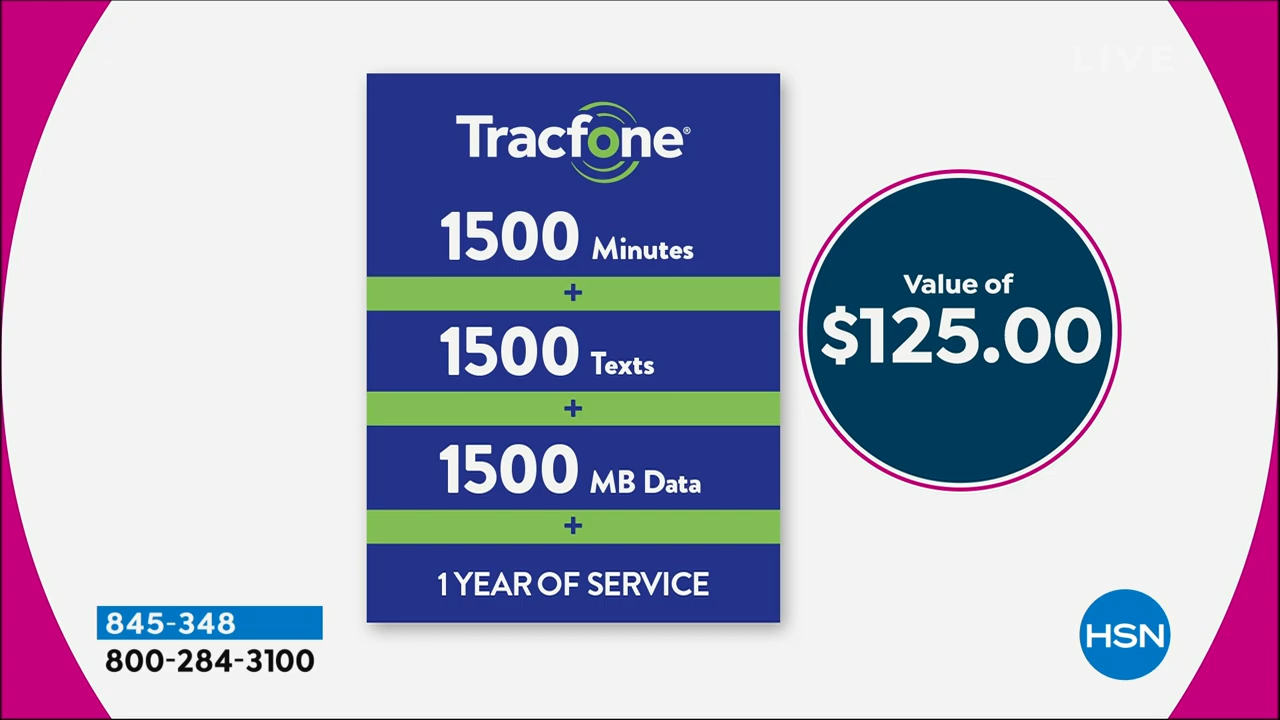 LIVE
Tracfone®
1500 Minutes
+
1500 Texts
+
1500 MB Data
+
1 YEAR OF SERVICE
Value of
$125.00
845-348
800-284-3100
HSN